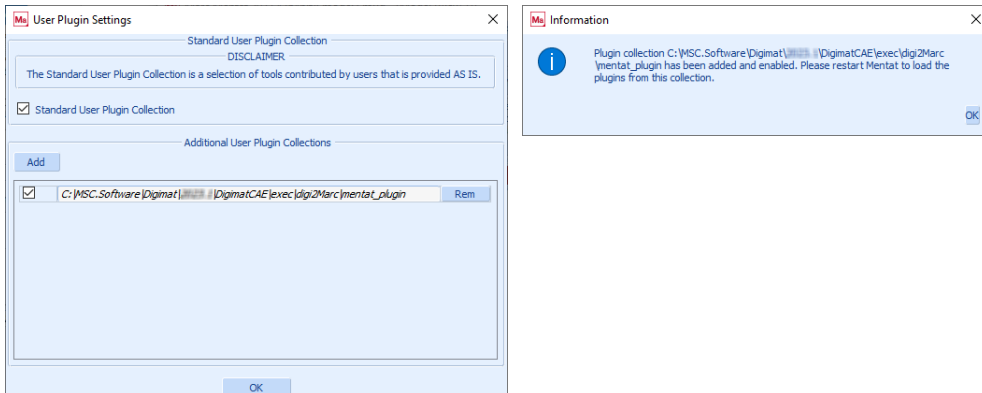 Ms User Plugin Settings
Standard User Plugin Collection
DISCLAIMER
The Standard User Plugin Collection is a selection of tools contributed by users that is provided AS IS.
Standard User Plugin Collection
Additional User Plugin Collections
Add
C:\MSC.Software\Digimat\ \DigimatCAE\exec\digi2Marc\mentat_plugin
Rem
OK
Ms Information
Plugin collection C:\MSC.Software\Digimat\ \DigimatCAE\exec\digi2Marc
\mentat_plugin has been added and enabled. Please restart Mentat to load the
plugins from this collection.
OK